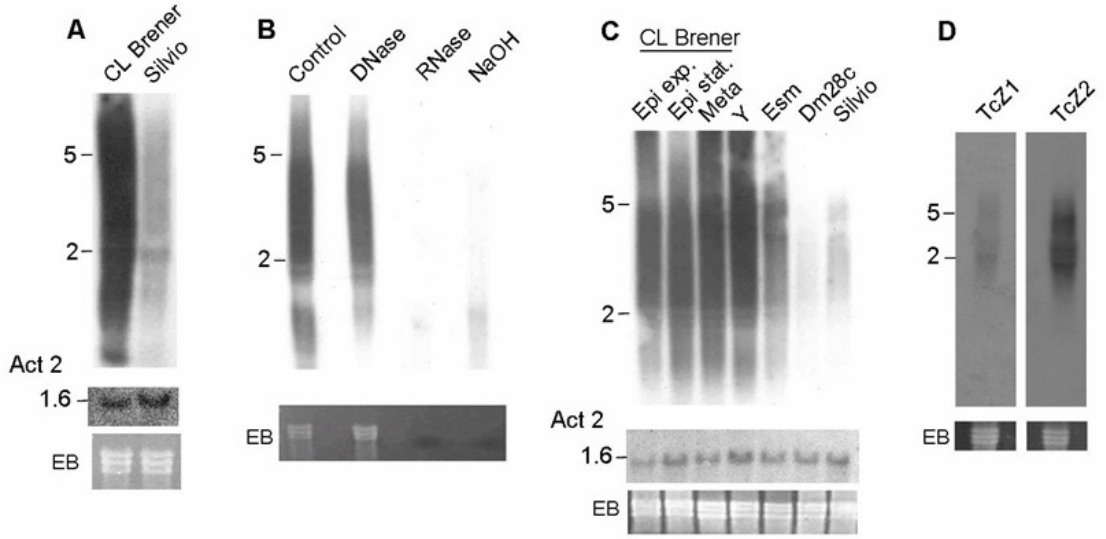 A
CL Brener
Silvio
5
2
Act 2
1.6
EB
B
Control
DNase
RNase
NaOH
5
2
EB
C
CL Brener
Epi exp.
Epi stat.
Meta
Y
Esm
Dm28c
Silvio
5
2
Act 2
1.6
EB
D
TcZ1
TcZ2
5
2
EB